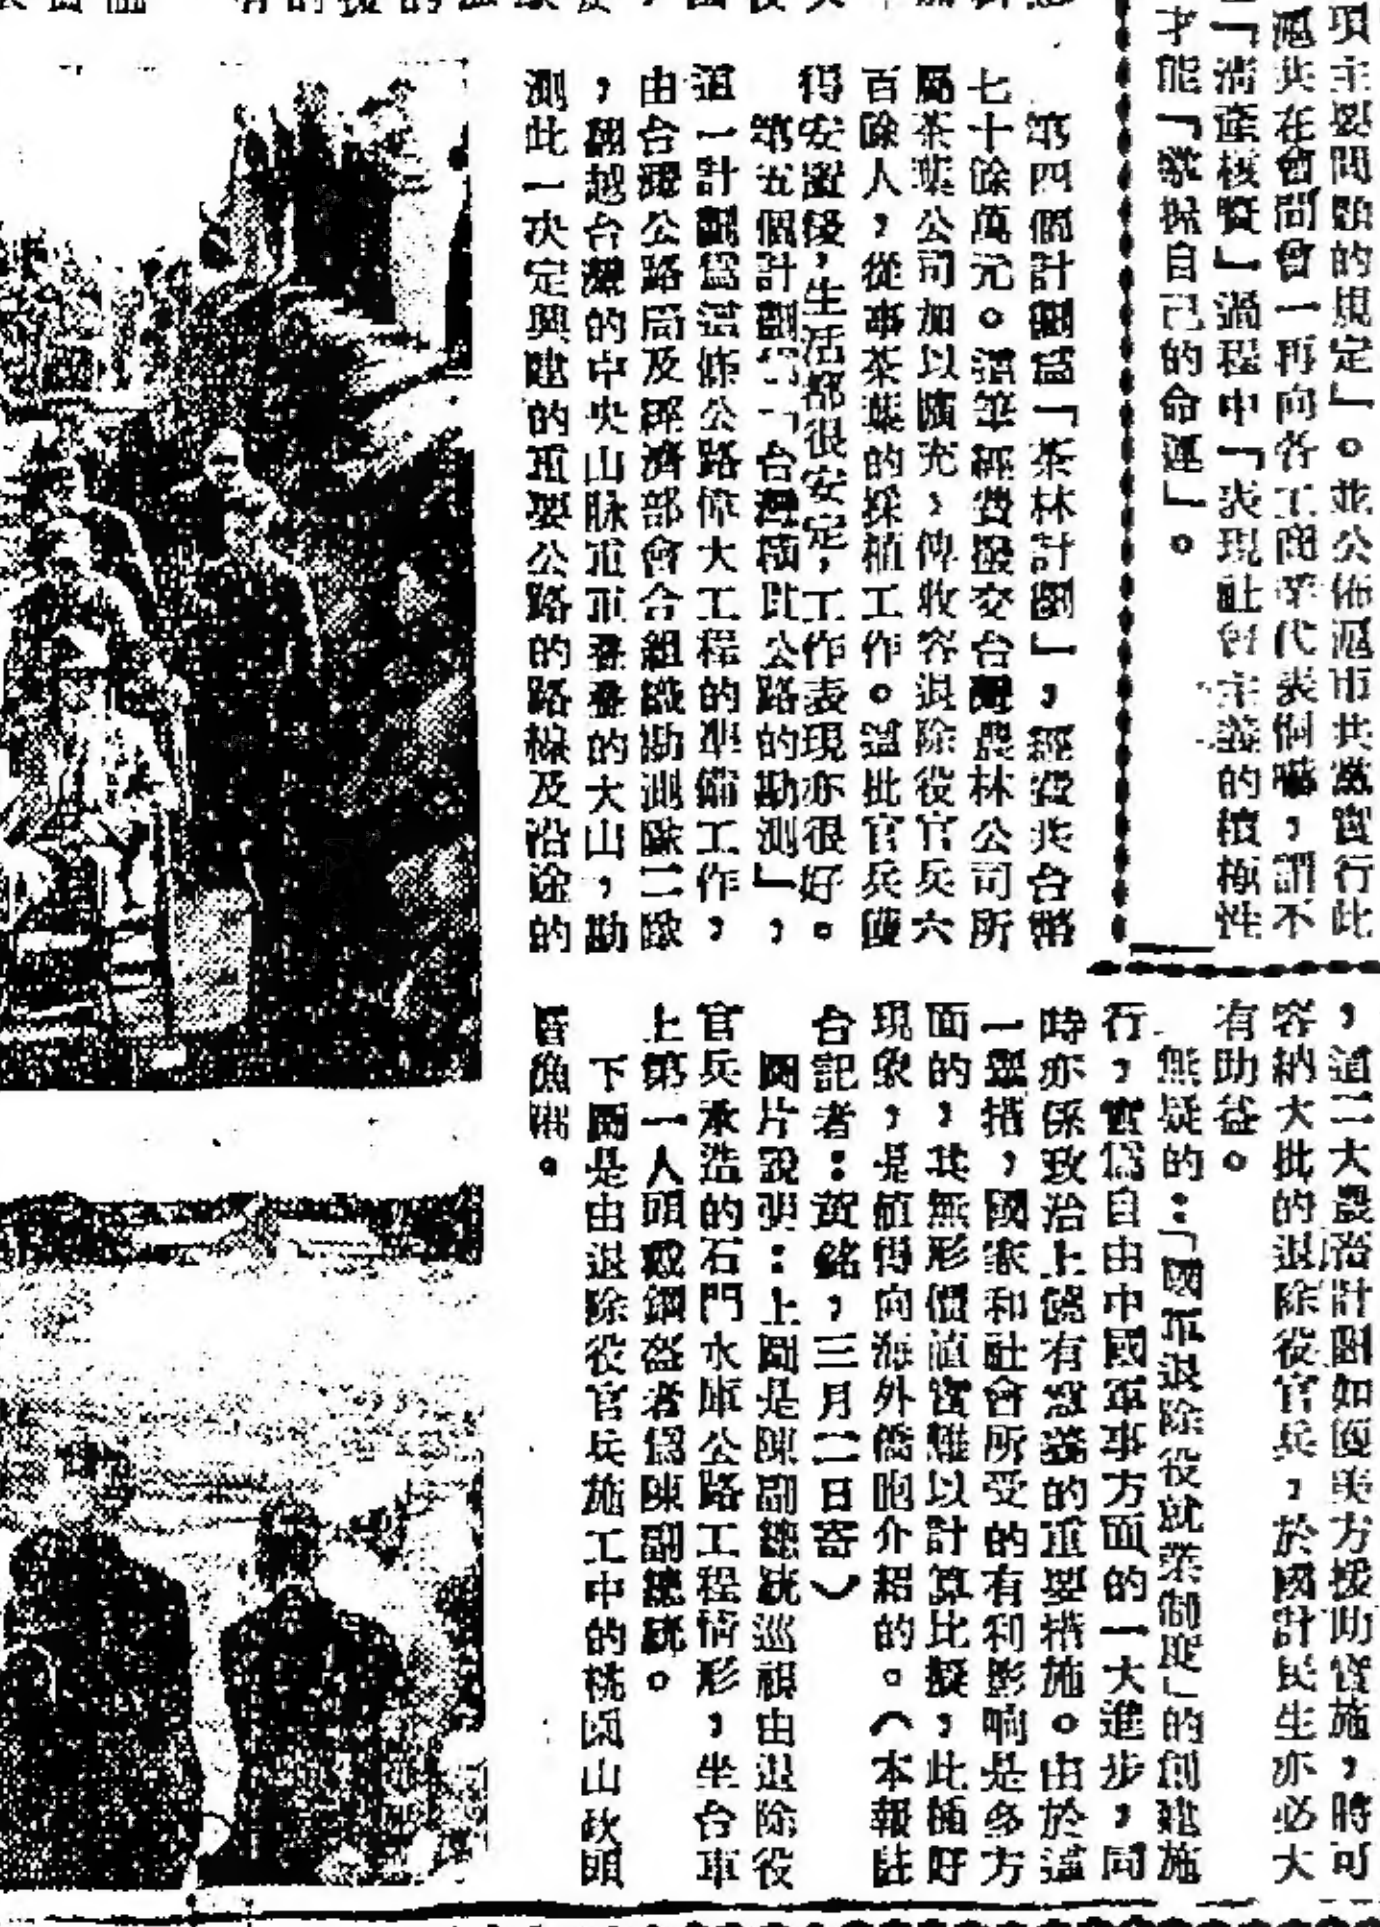 項主要問題的規定」。並公佈滬市共黨實行此
滬共在會間曾一再向各工商業代表恫嚇,謂不
「清產核資」過程中「表現社會主義的積極性
才能「掌握自己的命運」。
第四個計劃爲「茶林計劃」,經費共台幣
七十餘萬元。這筆經費撥交台灣農林公司所
屬茶葉公司加以擴充,俾收容退除役官兵六
百餘人,從事茶葉的採植工作。這批官兵獲
得安置後,生活都很安定,工作表現亦很好。
第五個計劃爲「台灣橫貫公路的勘測」,
這一計劃爲這條公路偉大工程的準備工作,
由台灣公路局及經濟部會合組織勘測隊二隊
,翻越台灣的中央山脉重重疊疊的大山,勘
測此一决定興建的重要公路的路線及沿途的
,這二大農墾計劃如獲美方援助實施,時可
容納大批的退除役官兵,於國計民生亦必大
有助益。
無疑的:「國軍退除役就業制度」的創建施
行,實爲自由中國軍事方面的一大進步,同
時亦係政治上饒有意義的重要措施。由於這
一舉措,國家和社會所受的有利影响是多方
面的,其無形價值實難以計算比擬,此種好
現象,是值得向海外僑胞介紹的。(本報駐
台記者:黃銘,三月二日寄)
圖片說明:上圖是陳副總統巡視由退除役
官兵承造的石門水庫公路工程情形,坐台車
上第一人頭戴鋼盔者爲陳副總統。
下圖是由退除役官兵施工中的桃園山坎頭
厝漁塭。